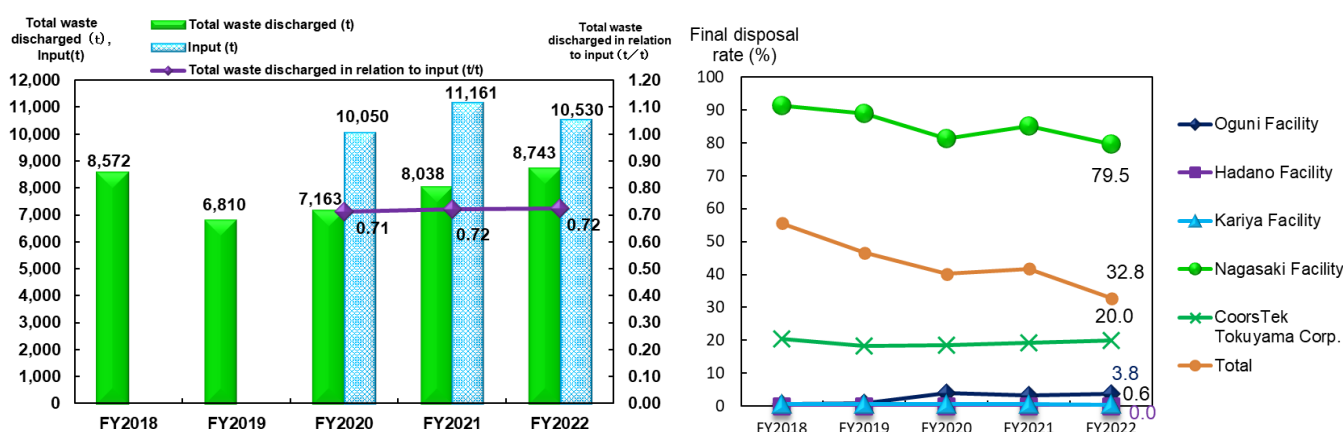 Total waste
discharged (t),
Input(t)
Total waste discharged (t)
Input (t)
Total waste discharged in relation to input (t/t)
Total waste
discharged in relation
to input (t／t)
12,000
11,000
10,000
9,000
8,000
7,000
6,000
5,000
4,000
3,000
2,000
1,000
0
8,572
6,810
7,163
10,050
8,038
11,161
8,743
10,530
0.71
0.72
0.72
1.20
1.10
1.00
0.90
0.80
0.70
0.60
0.50
0.40
0.30
0.20
0.10
0.00
FY2018
FY2019
FY2020
FY2021
FY2022
Final disposal
rate (%)
100
90
80
70
60
50
40
30
20
10
0
79.5
32.8
20.0
3.8
0.6
0.0
FY2018
FY2019
FY2020
FY2021
FY2022
Oguni Facility
Hadano Facility
Kariya Facility
Nagasaki Facility
CoorsTek
Tokuyama Corp.
Total